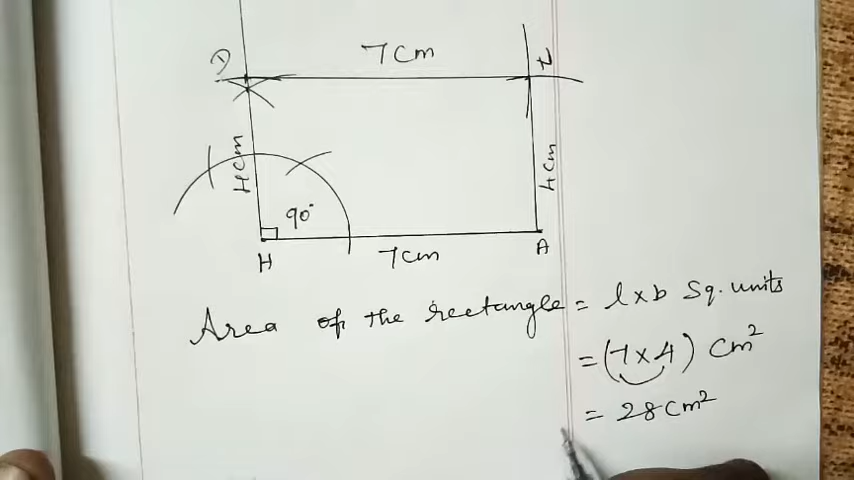 D 7cm
4cm 4cm
90°
H 7cm A
Area of the rectangle = l x b Sq. units
= (7 x 4) cm²
= 28 cm²